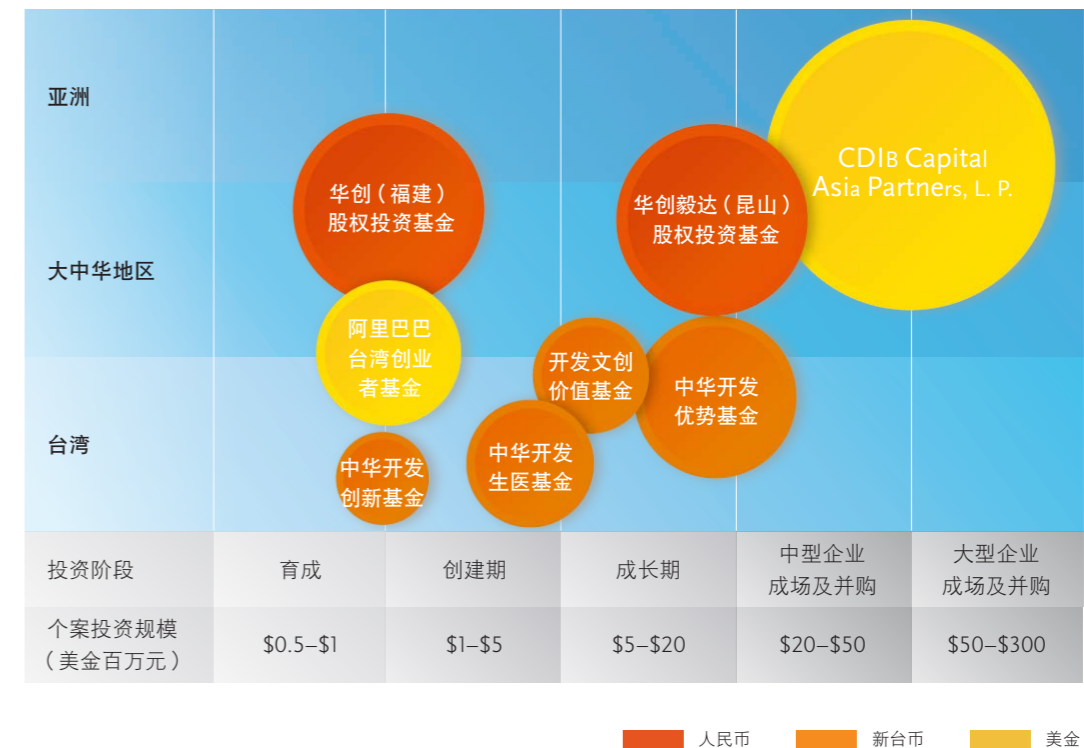 亚洲
CDIB Capital
Asia Partners, L. P.
华创（福建）
股权投资基金
华创毅达（昆山）
股权投资基金
大中华地区
阿里巴巴
台湾创业
者基金
开发文创
价值基金
中华开发
优势基金
台湾
中华开发
生医基金
中华开发
创新基金
投资阶段
育成
创建期
成长期
中型企业
成场及并购
大型企业
成场及并购
个案投资规模
（美金百万元）
$0.5–$1
$1–$5
$5–$20
$20–$50
$50–$300
人民币
新台币
美金